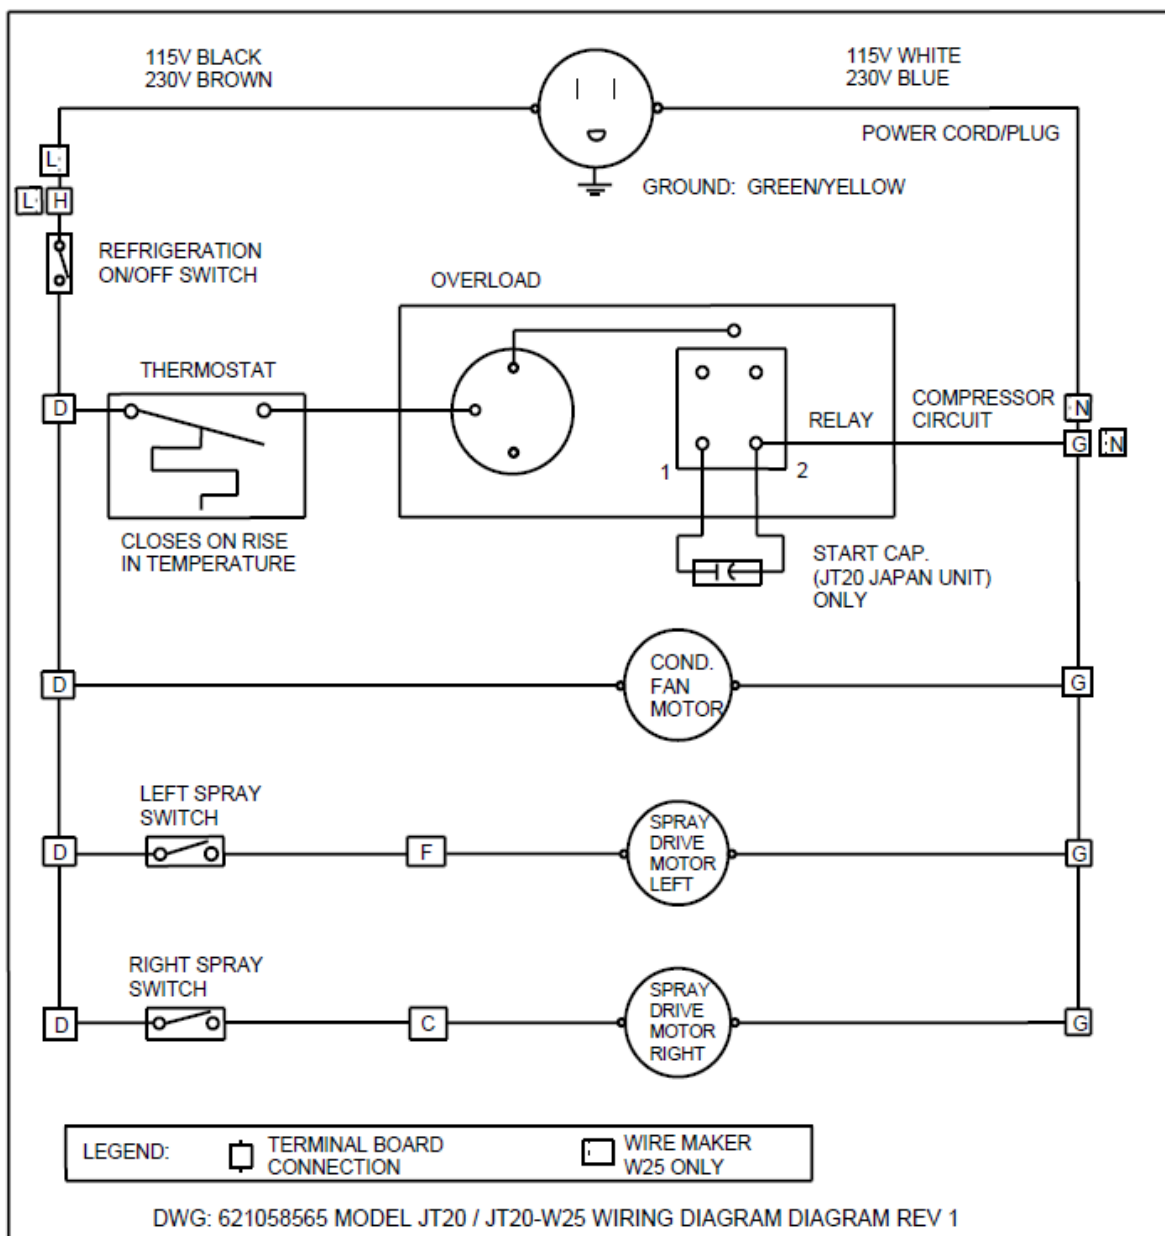 115V BLACK
230V BROWN
115V WHITE
230V BLUE
POWER CORD/PLUG
GROUND: GREEN/YELLOW
L
L H
REFRIGERATION
ON/OFF SWITCH
OVERLOAD
THERMOSTAT
D
RELAY
COMPRESSOR
CIRCUIT
N
G N
1
2
CLOSES ON RISE
IN TEMPERATURE
START CAP.
(JT20 JAPAN UNIT)
ONLY
D
COND.
FAN
MOTOR
G
LEFT SPRAY
SWITCH
D
F
SPRAY
DRIVE
MOTOR
LEFT
G
RIGHT SPRAY
SWITCH
D
C
SPRAY
DRIVE
MOTOR
RIGHT
G
LEGEND:
TERMINAL BOARD
CONNECTION
WIRE MAKER
W25 ONLY
DWG: 621058565 MODEL JT20 / JT20-W25 WIRING DIAGRAM DIAGRAM REV 1